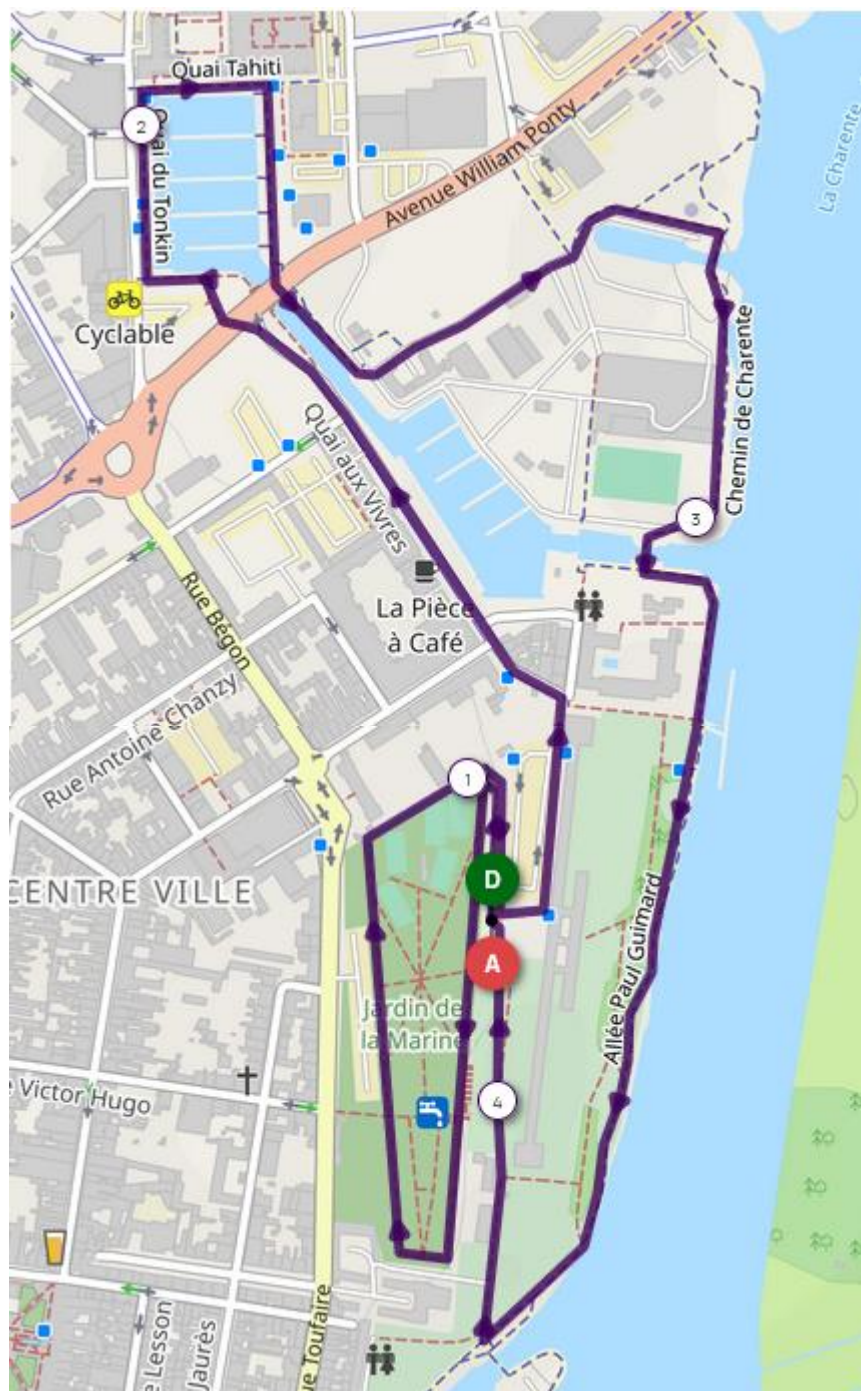 Quai Tahiti
2
Quai du Tonkin
Avenue William Ponty
La Charente
Cyclable
Quai aux Vivres
Chemin de Charente
3
La Pièce
à Café
Rue Bégon
Rue Antoine Chanzy
1
CENTRE VILLE
D
A
Allée Paul Guimard
Jardin de
la Marine
e Victor Hugo
4
ue Toufaire
Lesson
Jaurès